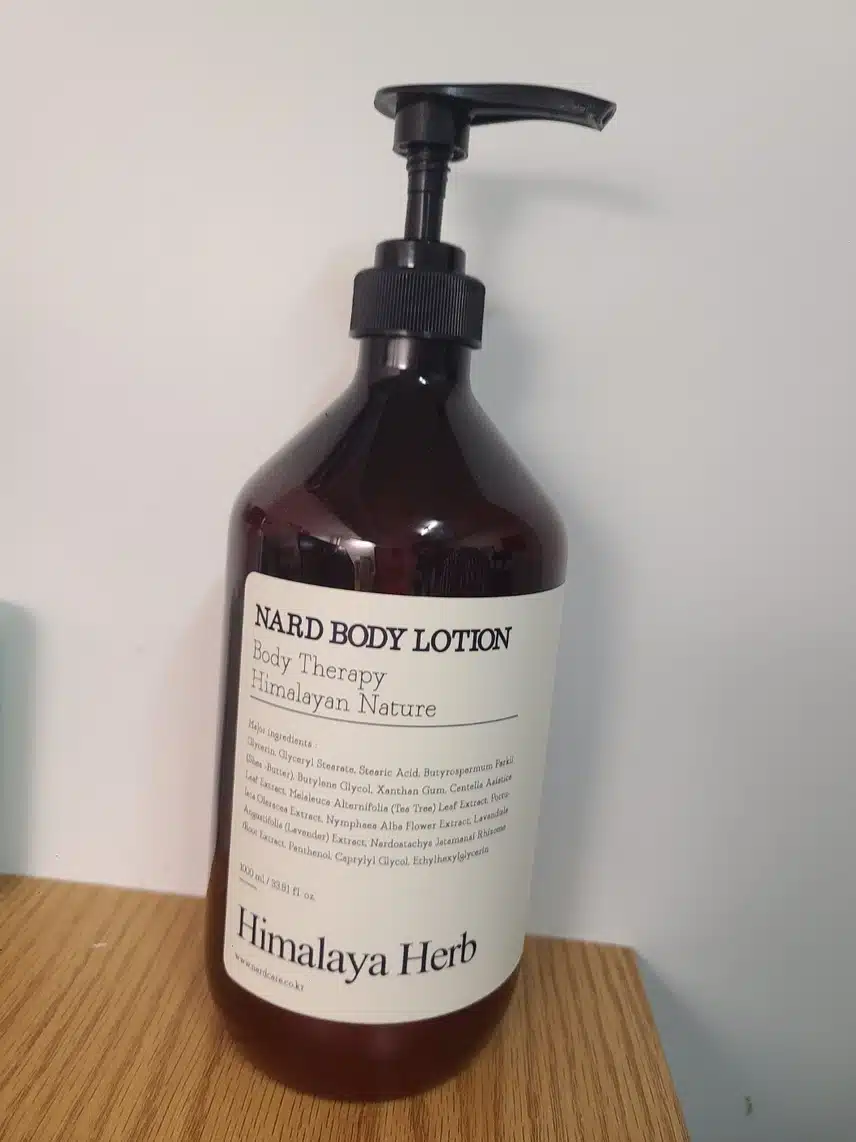 NARD BODY LOTION
Body Therapy
Himalayan Nature
Major ingredients :
Glycerin, Glyceryl Stearate, Stearic Acid, Butyrospermum Parkii
(Shea Butter), Butylene Glycol, Xanthan Gum, Centella Asiatica
Leaf Extract, Melaleuca Alternifolia (Tea Tree) Leaf Extract, Portu-
laca Oleracea Extract, Nymphaea Alba Flower Extract, Lavandula
Angustifolia (Lavender) Extract, Nardostachys Jatamansi Rhizome
/Root Extract, Panthenol, Caprylyl Glycol, Ethylhexylglycerin
1000 ml / 33.81 fl. oz.
Himalaya Herb
www.nardcare.co.kr